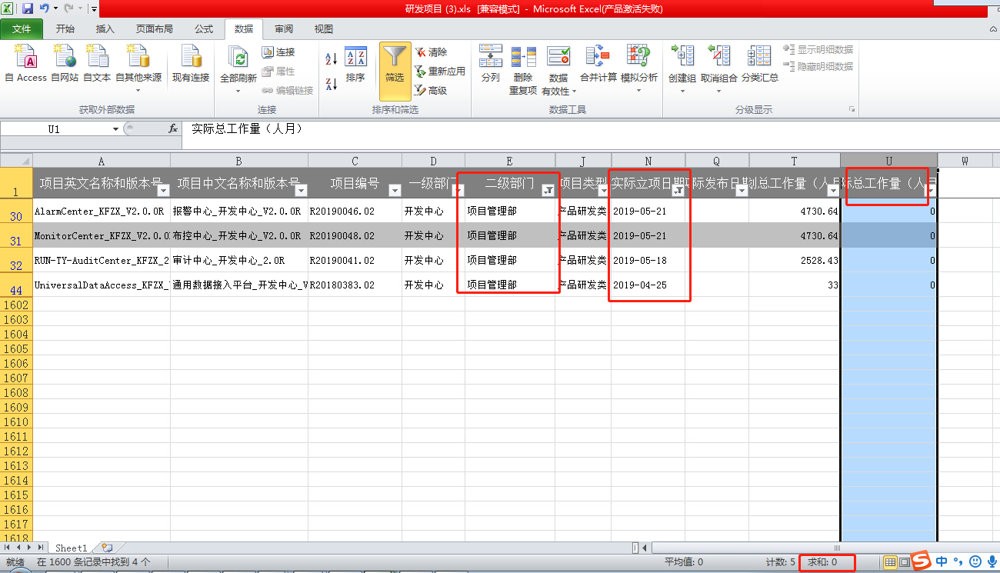 研发项目 (3).xls  [兼容模式] - Microsoft Excel(产品激活失败)
文件 开始 插入 页面布局 公式 数据 审阅 视图
自 Access 自网站 自文本 自其他来源 现有连接 全部刷新 连接 属性 编辑链接 排序 筛选 清除 重新应用 高级 分列 删除重复项 数据有效性 合并计算 模拟分析 创建组 取消组合 分类汇总 显示明细数据 隐藏明细数据
获取外部数据 连接 排序和筛选 数据工具 分级显示
U1 fx 实际总工作量（人月）
A B C D E J N Q T U W
1 项目英文名称和版本号 项目中文名称和版本号 项目编号 一级部门 二级部门 项目类型 实际立项日期 际发布日期 划总工作量（人月 际总工作量（人月
30 AlarmCenter_KFZX_V2.0.0R 报警中心_开发中心_V2.0.0R R20190046.02 开发中心 项目管理部 产品研发类 2019-05-21 4730.64 0
31 MonitorCenter_KFZX_V2.0.0 布控中心_开发中心_V2.0.0R R20190048.02 开发中心 项目管理部 产品研发类 2019-05-21 4730.64 0
32 RUN-TY-AuditCenter_KFZX_2 审计中心_开发中心_2.0R R20190041.02 开发中心 项目管理部 产品研发类 2019-05-18 2528.43 0
44 UniversalDataAccess_KFZX_ 通用数据接入平台_开发中心_V R20180383.02 开发中心 项目管理部 产品研发类 2019-04-25 33 0
1602
1603
1604
1605
1606
1607
1608
1609
1610
1611
1612
1613
1614
1615
1616
1617
1618
Sheet1
就绪 在 1600 条记录中找到 4 个 平均值: 0 计数: 5 求和: 0 中